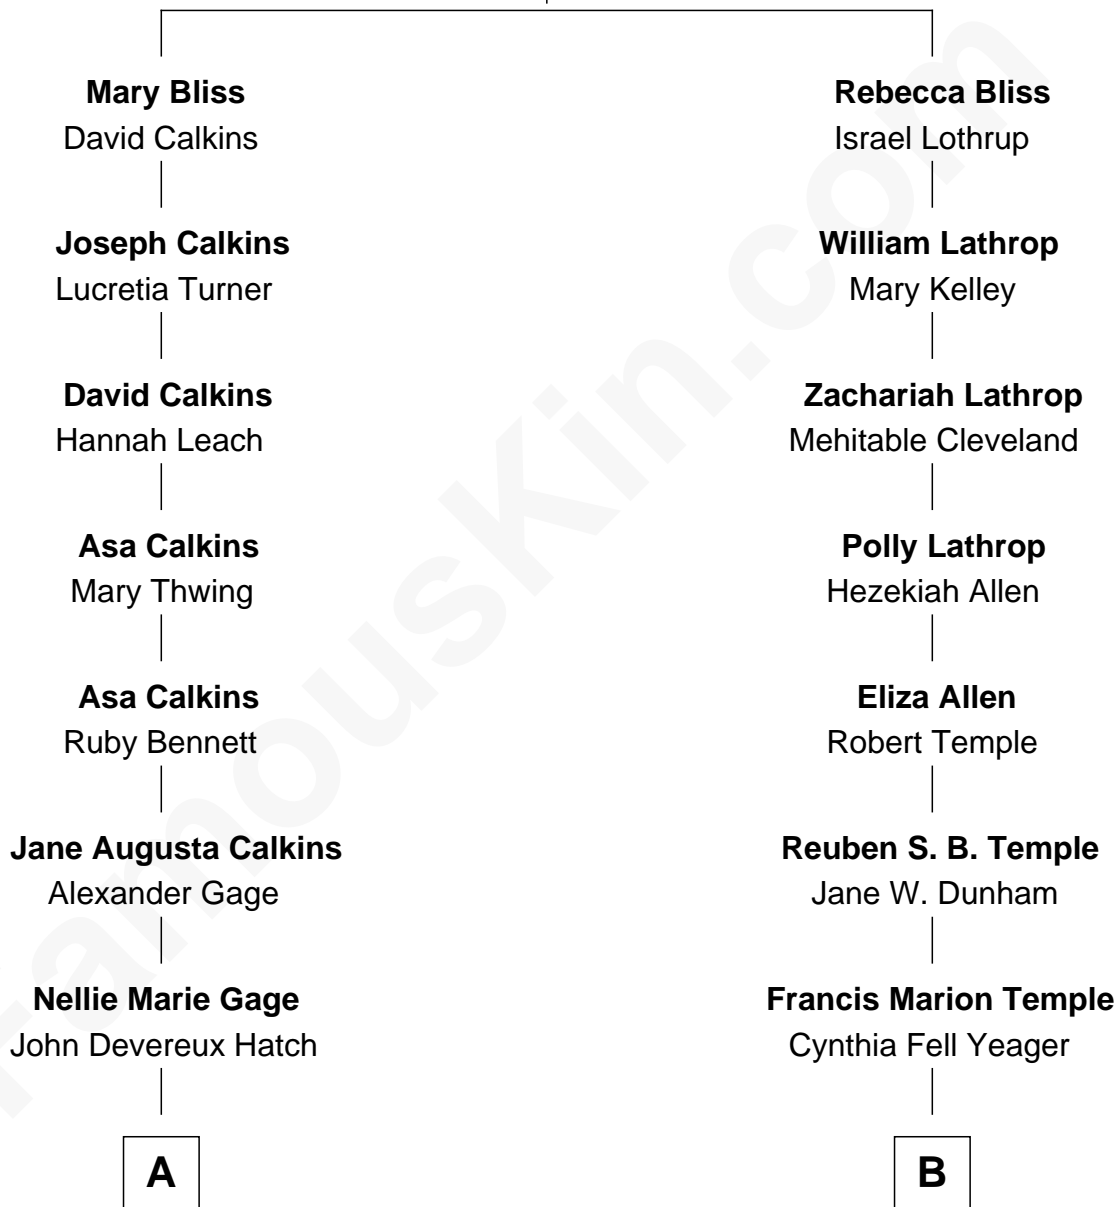 Mary Bliss
David Calkins
Rebecca Bliss
Israel Lothrup
Joseph Calkins
Lucretia Turner
William Lathrop
Mary Kelley
David Calkins
Hannah Leach
Zachariah Lathrop
Mehitable Cleveland
Asa Calkins
Mary Thwing
Polly Lathrop
Hezekiah Allen
Asa Calkins
Ruby Bennett
Eliza Allen
Robert Temple
Jane Augusta Calkins
Alexander Gage
Reuben S. B. Temple
Jane W. Dunham
Nellie Marie Gage
John Devereux Hatch
Francis Marion Temple
Cynthia Fell Yeager
A
B
FamousKin.com